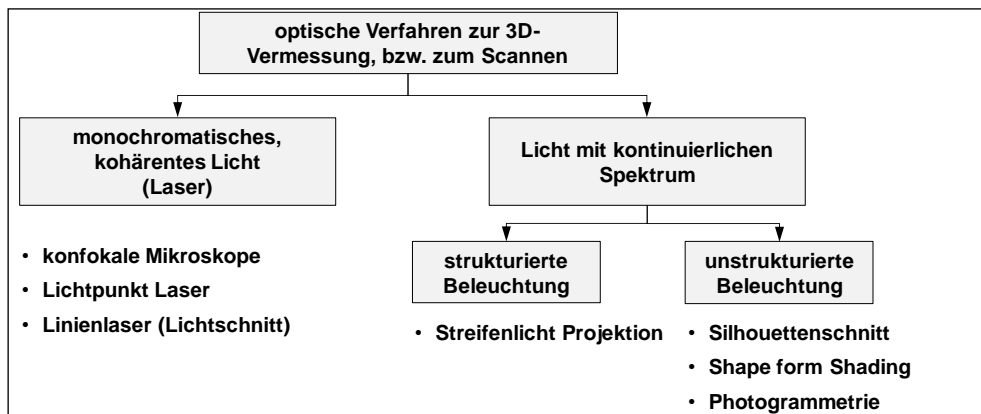 optische Verfahren zur 3D-
Vermessung, bzw. zum Scannen
monochromatisches,
kohärentes Licht
(Laser)
Licht mit kontinuierlichen
Spektrum
• konfokale Mikroskope
• Lichtpunkt Laser
• Linienlaser (Lichtschnitt)
strukturierte
Beleuchtung
• Streifenlicht Projektion
unstrukturierte
Beleuchtung
• Silhouettenschnitt
• Shape form Shading
• Photogrammetrie